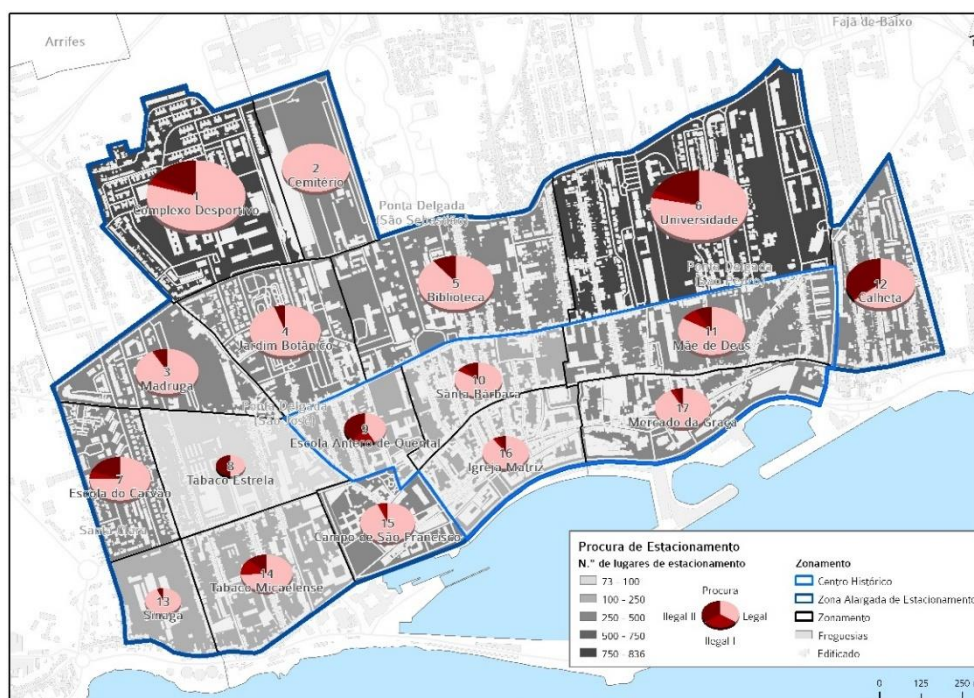 Arrifes
Fajã de Baixo
1
Complexo Desportivo
2
Cemitério
Ponta Delgada
(São Sebastião)
6
Universidade
5
Biblioteca
Ponta Delgada
(São Pedro)
12
Calheta
4
Jardim Botânico
11
Mãe de Deus
3
Madruga
10
Santa Bárbara
17
Mercado da Graça
Ponta Delgada
(São José)
9
Escola Antero de Quental
16
Igreja Matriz
8
Tabaco Estrela
7
Escola do Carvão
15
Campo de São Francisco
14
Tabaco Micaelense
13
Sinaga
Procura de Estacionamento
N.º de lugares de estacionamento
73 - 100
100 - 250
250 - 500
500 - 750
750 - 836
Procura
Ilegal II
Legal
Ilegal I
Zonamento
Centro Histórico
Zona Alargada de Estacionamento
Zonamento
Freguesias
Edificado
0 125 250